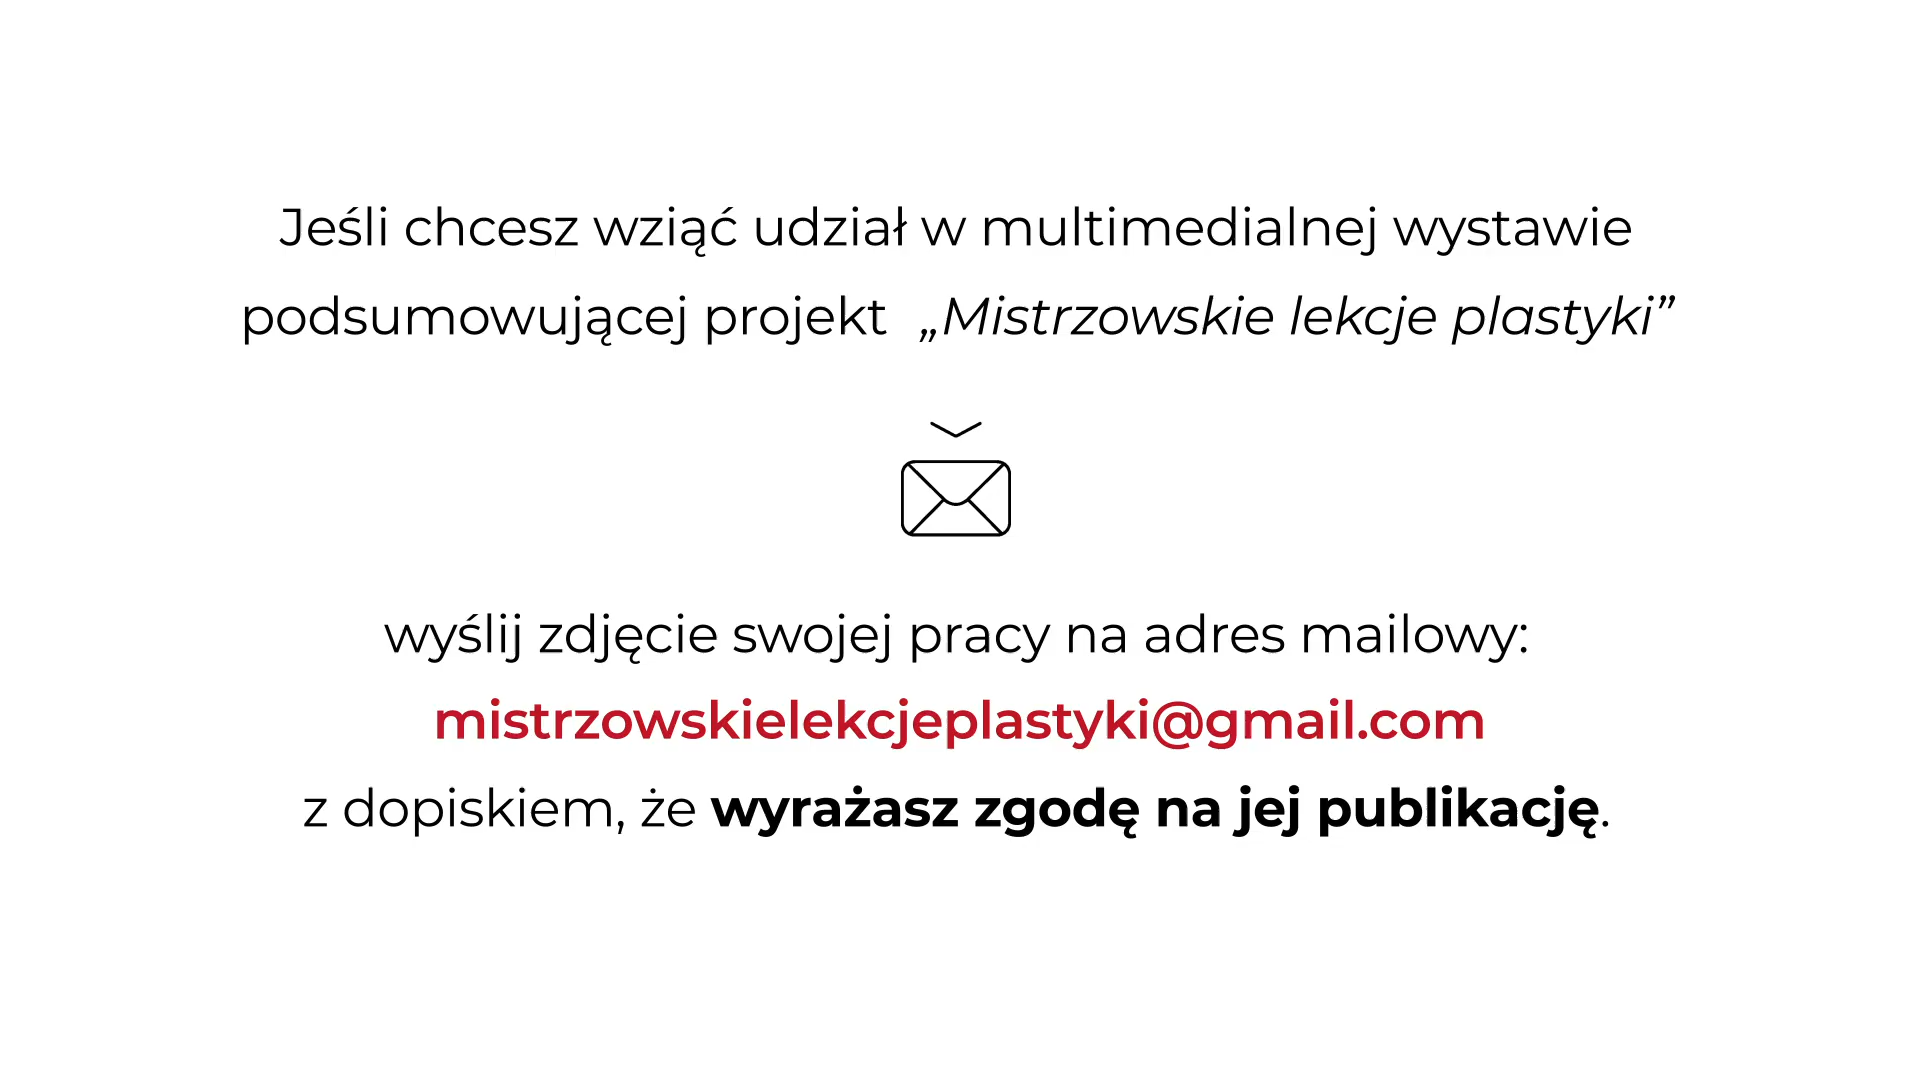 Jeśli chcesz wziąć udział w multimedialnej wystawie
podsumowującej projekt „Mistrzowskie lekcje plastyki”
wyślij zdjęcie swojej pracy na adres mailowy:
mistrzowskielekcjeplastyki@gmail.com
z dopiskiem, że wyrażasz zgodę na jej publikację.